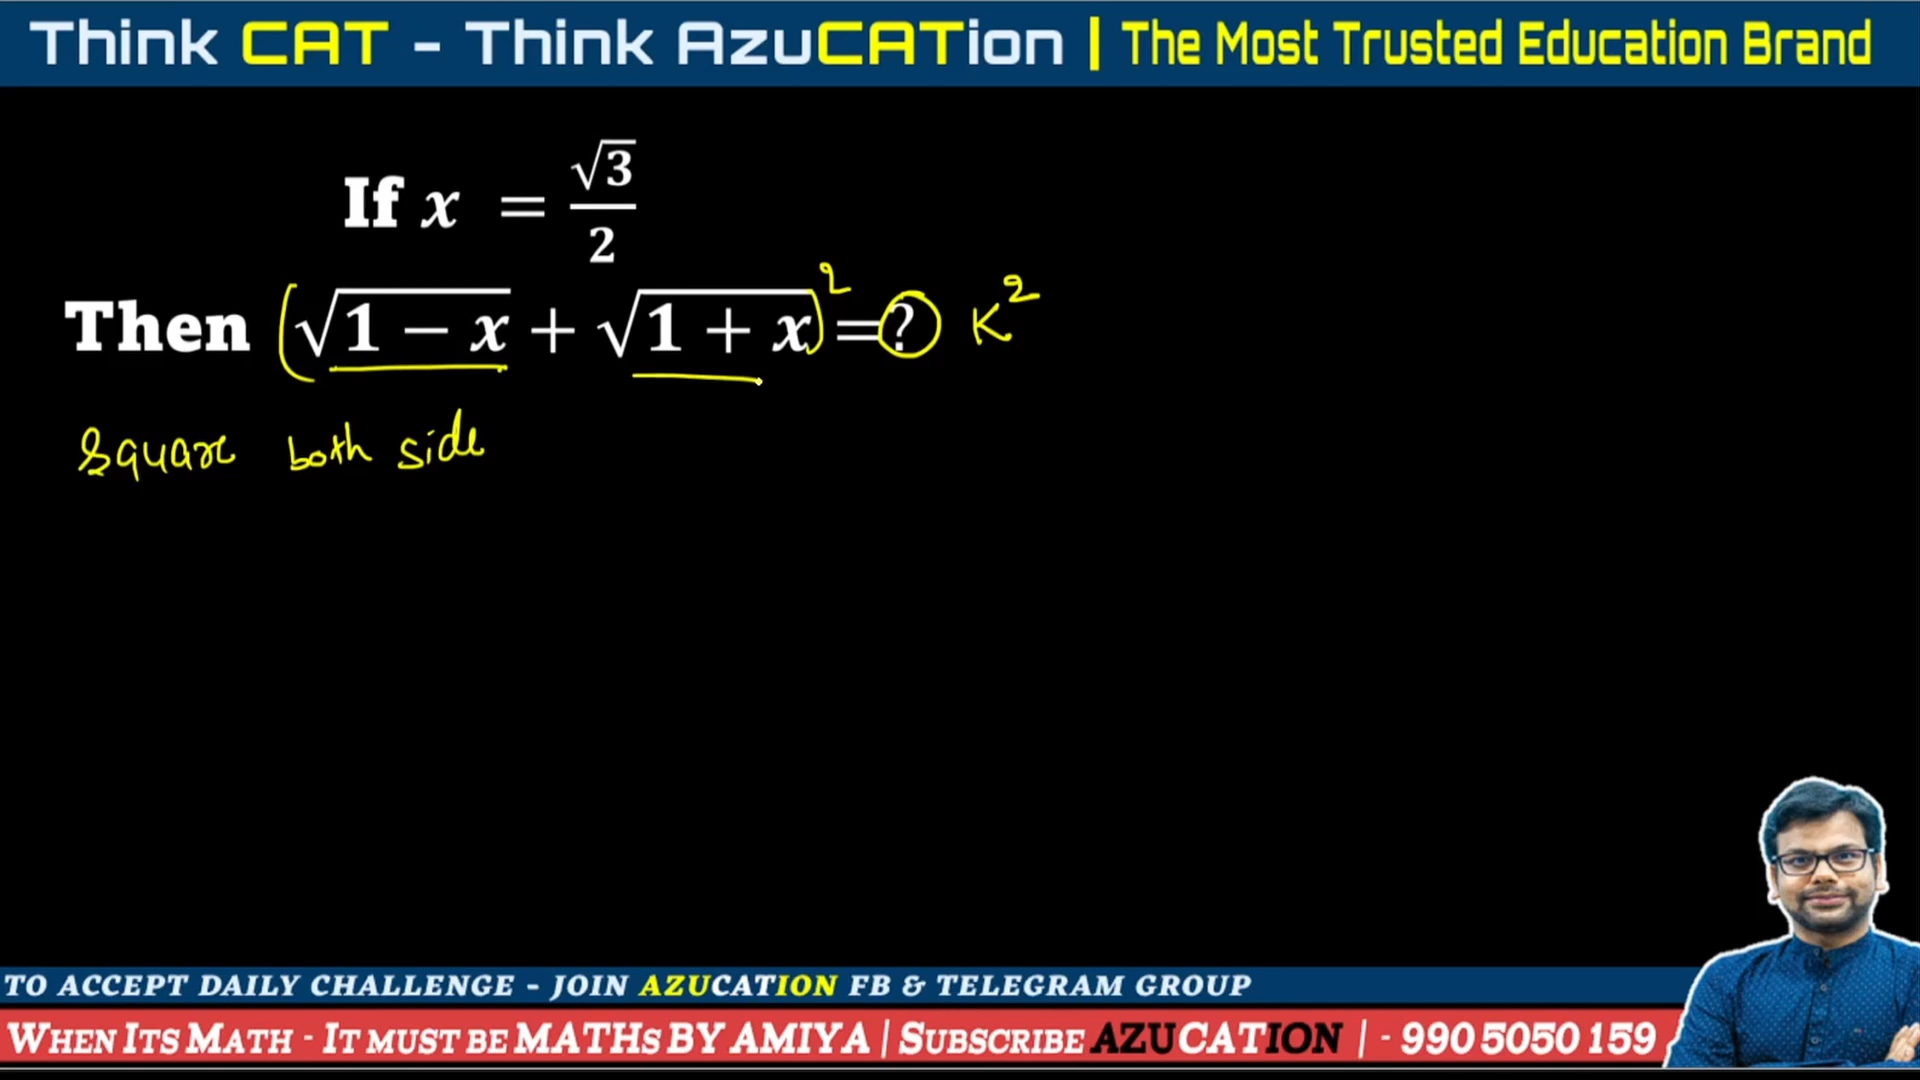 Think CAT - Think AzuCATion | The Most Trusted Education Brand
If x = √3/2
Then (√1 − x + √1 + x)² = ? K²
Square both side
TO ACCEPT DAILY CHALLENGE - JOIN AZUCATION FB & TELEGRAM GROUP
WHEN ITS MATH - IT MUST BE MATHS BY AMIYA | SUBSCRIBE AZUCATION | - 990 5050 159